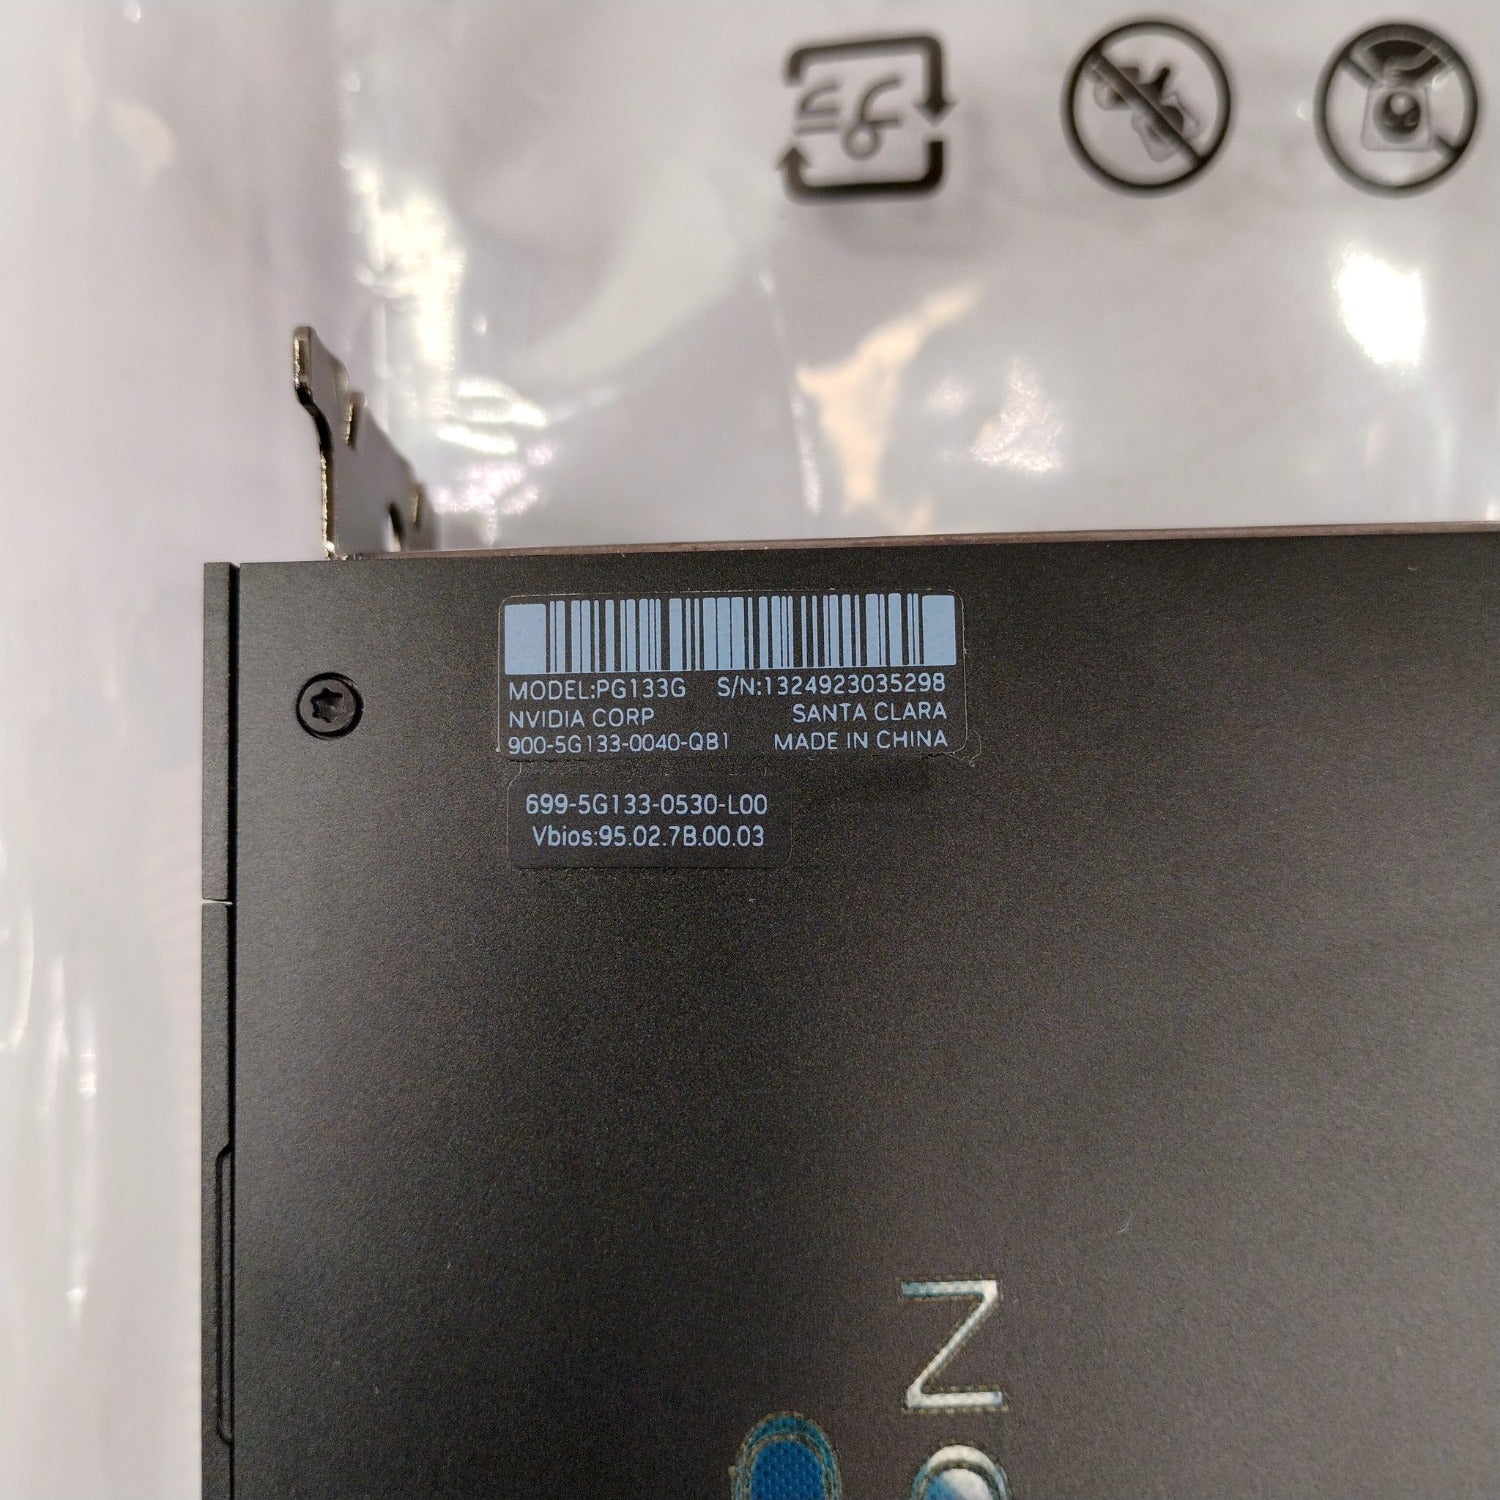 MODEL:PG133G S/N:1324923035298
NVIDIA CORP SANTA CLARA
900-5G133-0040-QB1 MADE IN CHINA
699-5G133-0530-L00
Vbios:95.02.7B.00.03